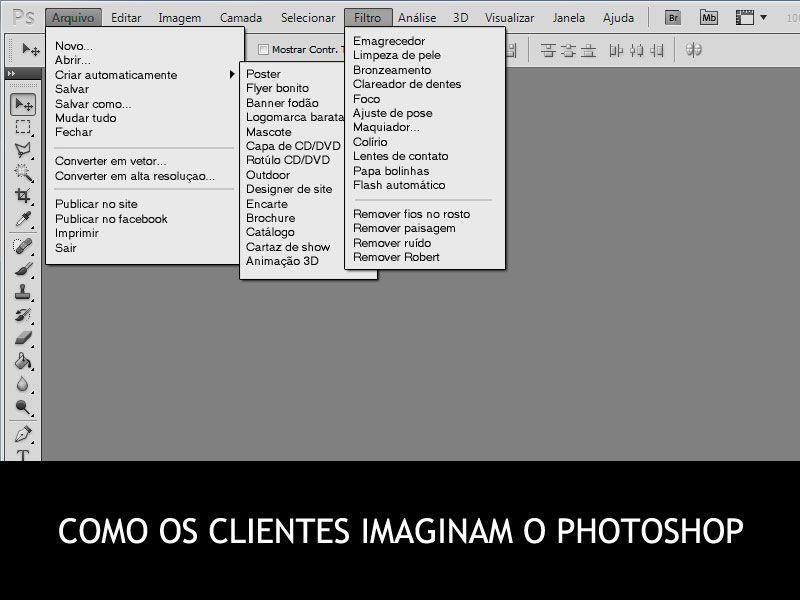 Ps Arquivo Editar Imagem Camada Selecionar Filtro Análise 3D Visualizar Janela Ajuda Br Mb
Mostrar Contr.
Novo...
Abrir...
Criar automaticamente
Salvar
Salvar como...
Mudar tudo
Fechar
Converter em vetor...
Converter em alta resoluçao...
Publicar no site
Publicar no facebook
Imprimir
Sair
Poster
Flyer bonito
Banner fodão
Logomarca barata
Mascote
Capa de CD/DVD
Rotúlo CD/DVD
Outdoor
Designer de site
Encarte
Brochure
Catálogo
Cartaz de show
Animação 3D
Emagrecedor
Limpeza de pele
Bronzeamento
Clareador de dentes
Foco
Ajuste de pose
Maquiador...
Colírio
Lentes de contato
Papa bolinhas
Flash automático
Remover fios no rosto
Remover paisagem
Remover ruído
Remover Robert
T
COMO OS CLIENTES IMAGINAM O PHOTOSHOP